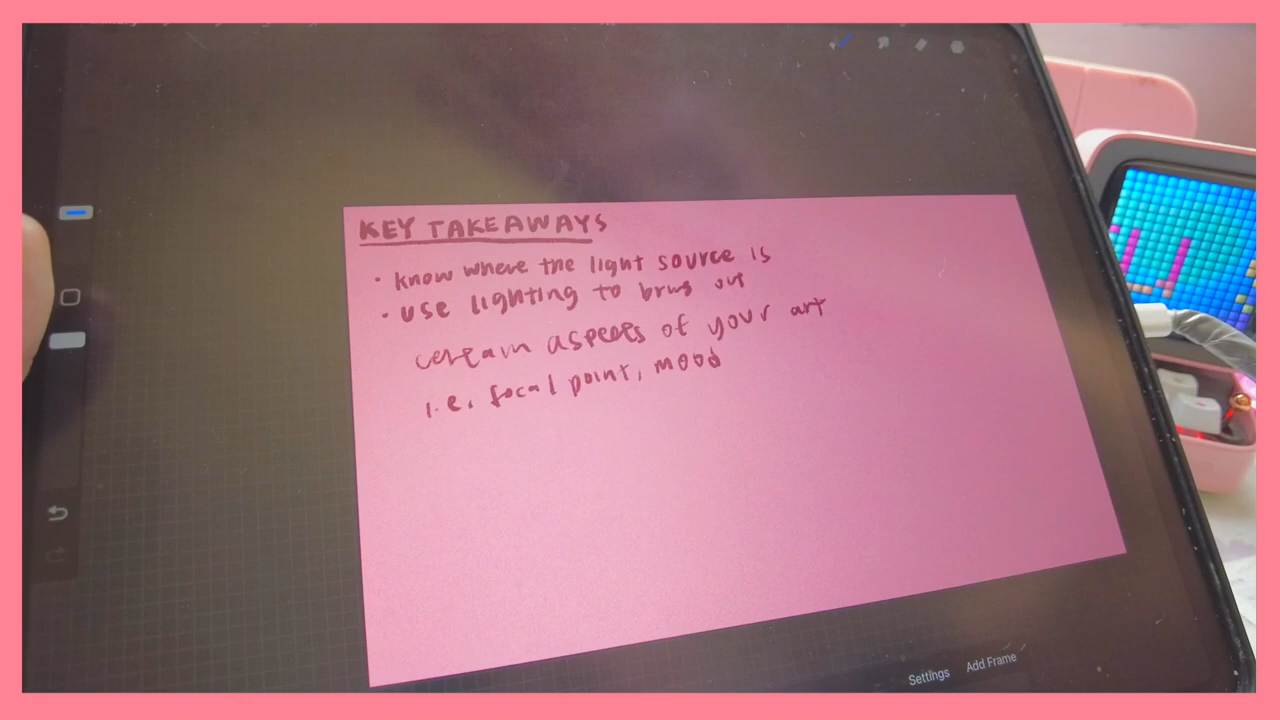 KEY TAKEAWAYS
• know where the light source is
• use lighting to bring out
certain aspects of your art
i.e. focal point, mood
Settings Add Frame